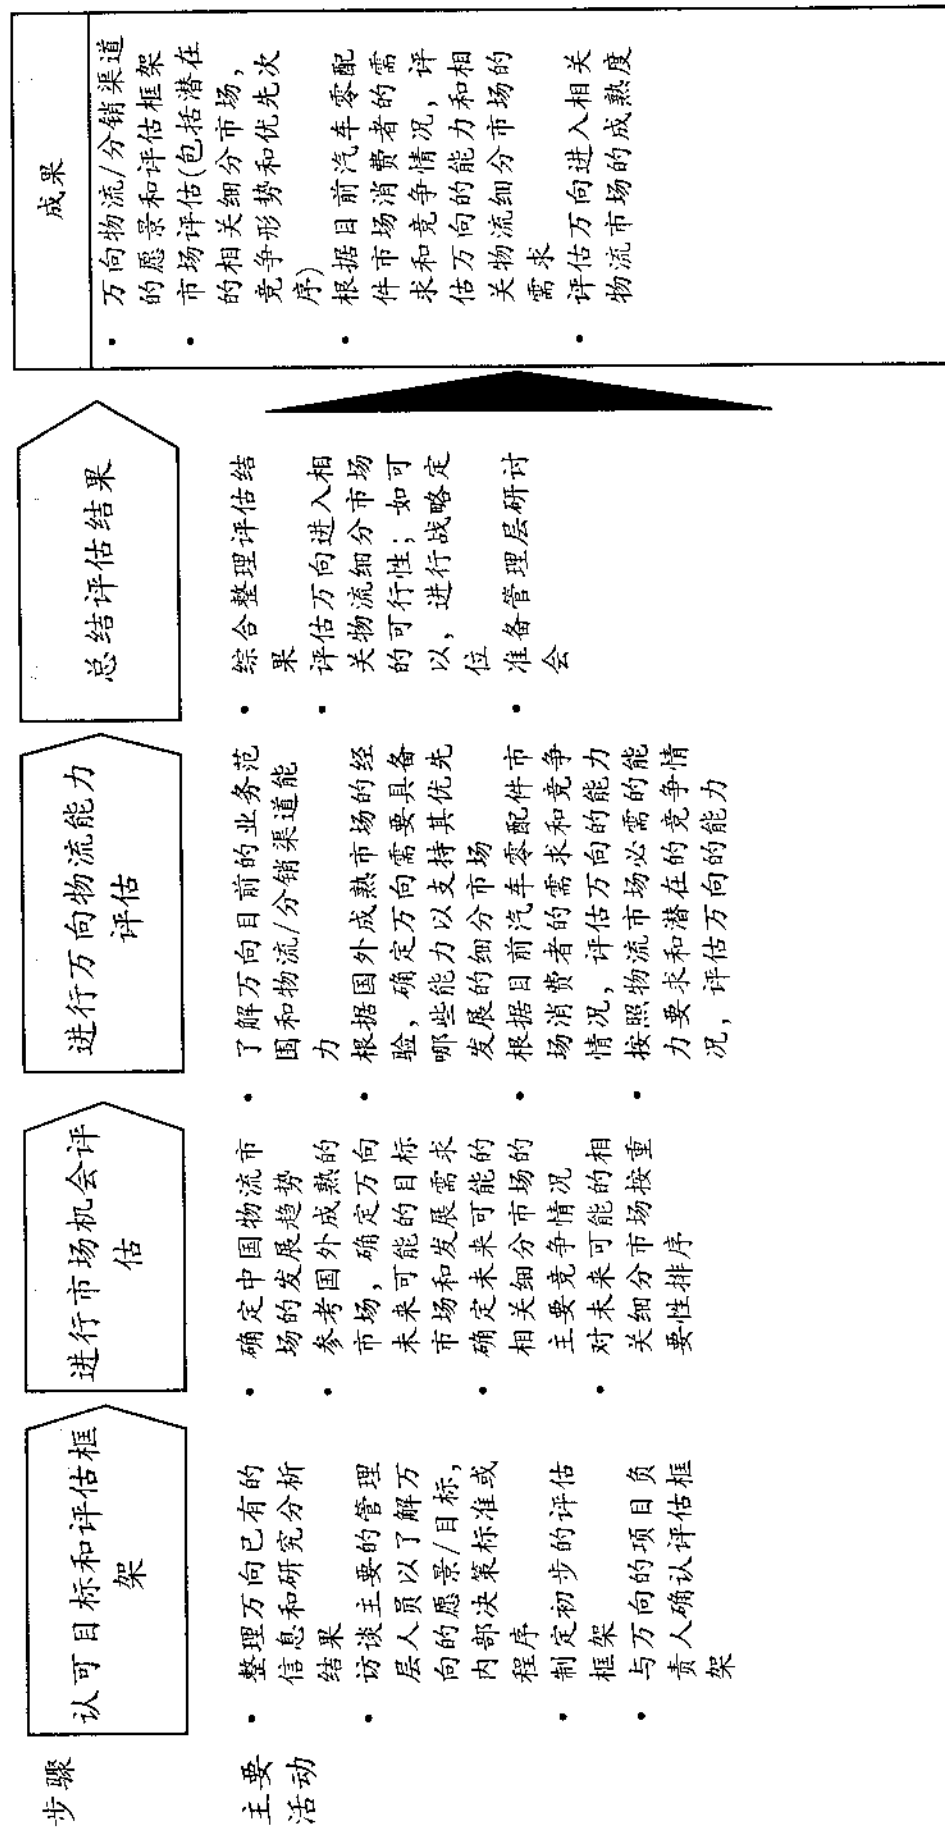 步骤
认可目标和评估框
架
进行市场机会评
估
进行万向物流能力
评估
总结评估结果
成果
主要
活动
• 整理万向已有的
信息和研究分析
结果
• 访谈主要的管理
层人员以了解万
向的愿景/目标，
内部决策标准或
程序
• 制定初步的评估
框架
• 与万向的项目负
责人确认评估框
架
• 确定中国物流市
场的发展趋势
• 参考国外成熟的
市场，确定万向
未来可能的目标
市场和发展需求
• 确定未来可能的
相关细分市场的
主要竞争情况
• 对未来可能的相
关细分市场按重
要性排序
• 了解万向目前的业务范
围和物流/分销渠道能
力
• 根据国外成熟市场的经
验，确定万向需要具备
哪些能力以支持其优先
发展的细分市场
• 根据目前汽车零配件市
场消费者的需求和竞争
情况，评估万向的能力
• 按照物流市场必需的能
力要求和潜在的竞争情
况，评估万向的能力
• 综合整理评估结
果
• 评估万向进入相
关物流细分市场
的可行性；如可
以，进行战略定
位
• 准备管理层研讨
会
• 万向物流/分销渠道
的愿景和评估框架
• 市场评估(包括潜在
的相关细分市场，
竞争形势和优先次
序)
• 根据目前汽车零配
件市场消费者的需
求和竞争情况，评
估万向的能力和相
关物流细分市场的
需求
• 评估万向进入相关
物流市场的成熟度